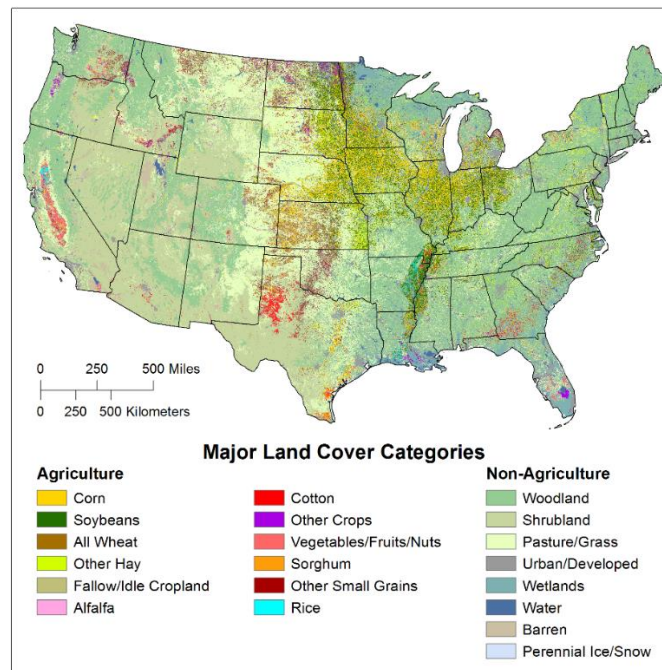 0 250 500 Miles
0 250 500 Kilometers
Major Land Cover Categories
Agriculture
Corn
Soybeans
All Wheat
Other Hay
Fallow/Idle Cropland
Alfalfa
Cotton
Other Crops
Vegetables/Fruits/Nuts
Sorghum
Other Small Grains
Rice
Non-Agriculture
Woodland
Shrubland
Pasture/Grass
Urban/Developed
Wetlands
Water
Barren
Perennial Ice/Snow